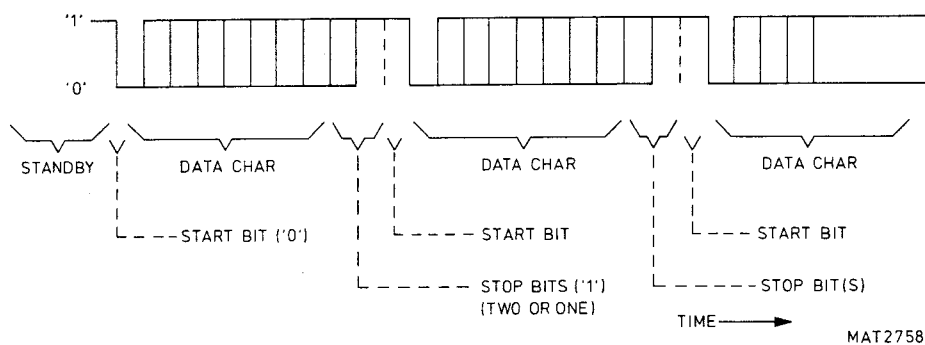 '1'
'0'
STANDBY
DATA CHAR
DATA CHAR
DATA CHAR
START BIT ('0')
START BIT
START BIT
STOP BITS ('1')
(TWO OR ONE)
STOP BIT(S)
TIME
MAT2758